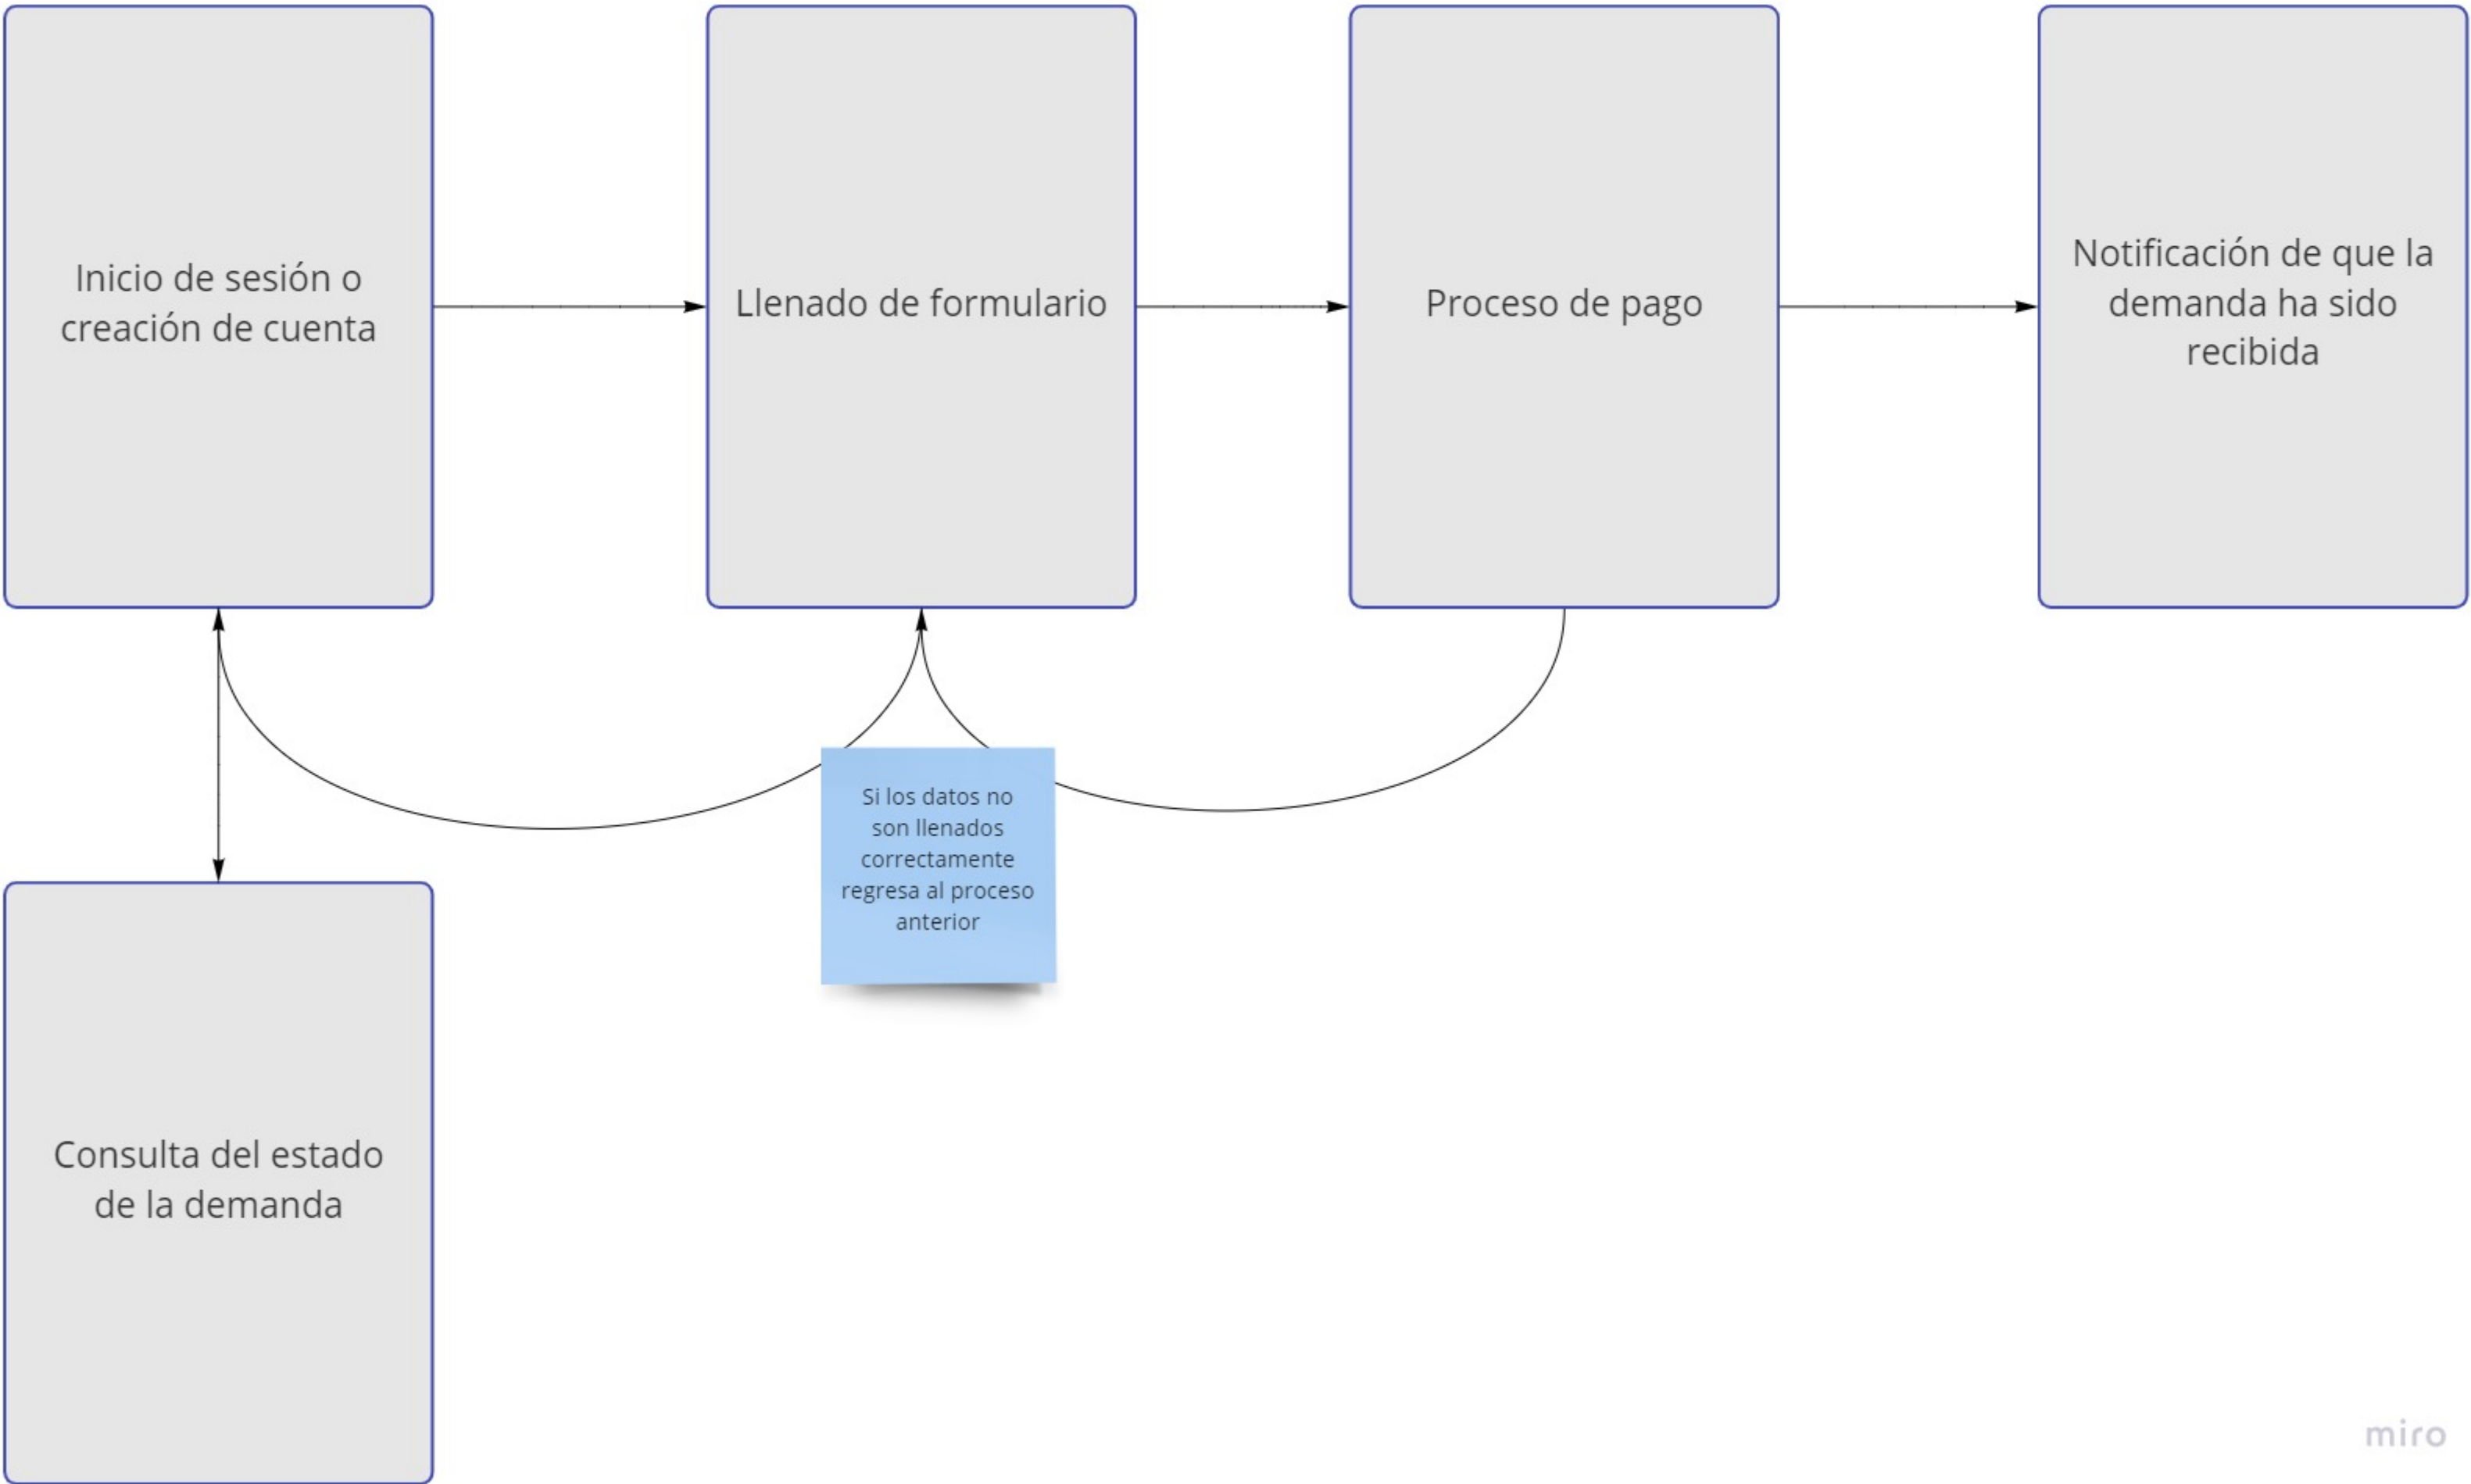 Inicio de sesión o
creación de cuenta
Llenado de formulario
Proceso de pago
Notificación de que la
demanda ha sido
recibida
Si los datos no
son llenados
correctamente
regresa al proceso
anterior
Consulta del estado
de la demanda
miro